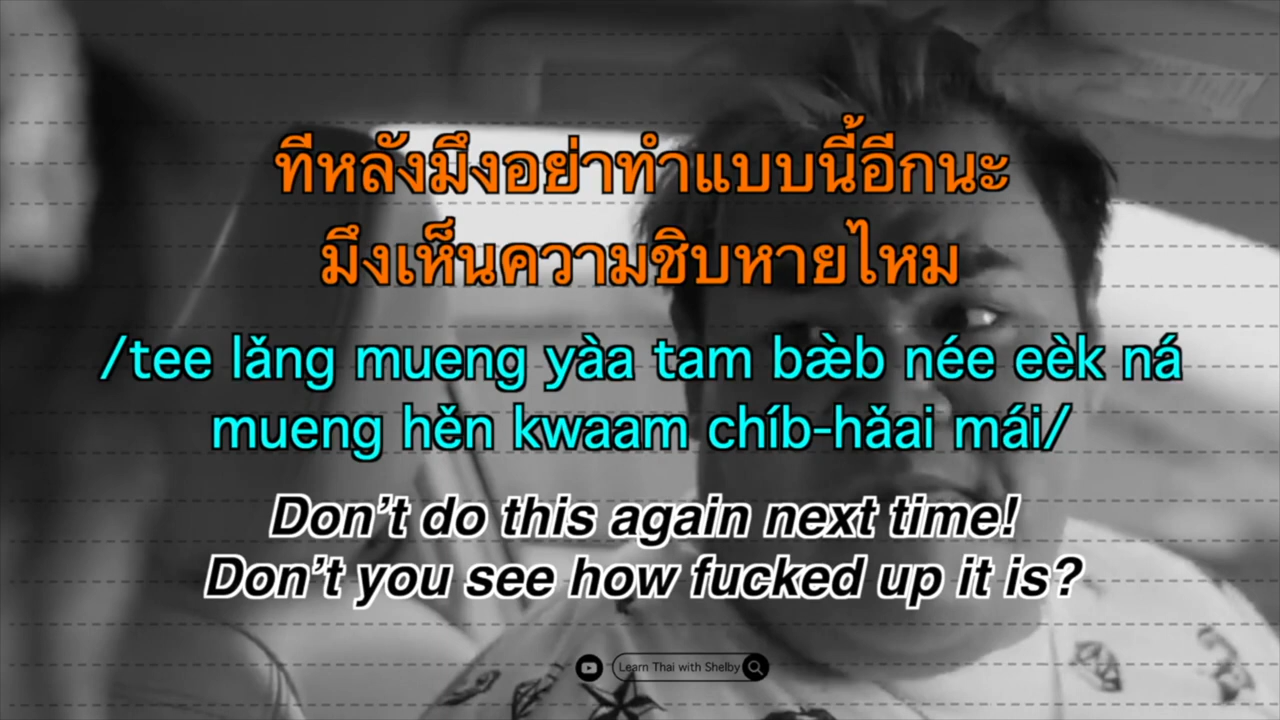 ทีหลังมึงอย่าทำแบบนี้อีกนะ
มึงเห็นความชิบหายไหม
/tee lǎng mueng yàa tam bæ̀b née eèk ná
mueng hěn kwaam chíb-hǎai mái/
Don’t do this again next time!
Don’t you see how fucked up it is?
Learn Thai with Shelby